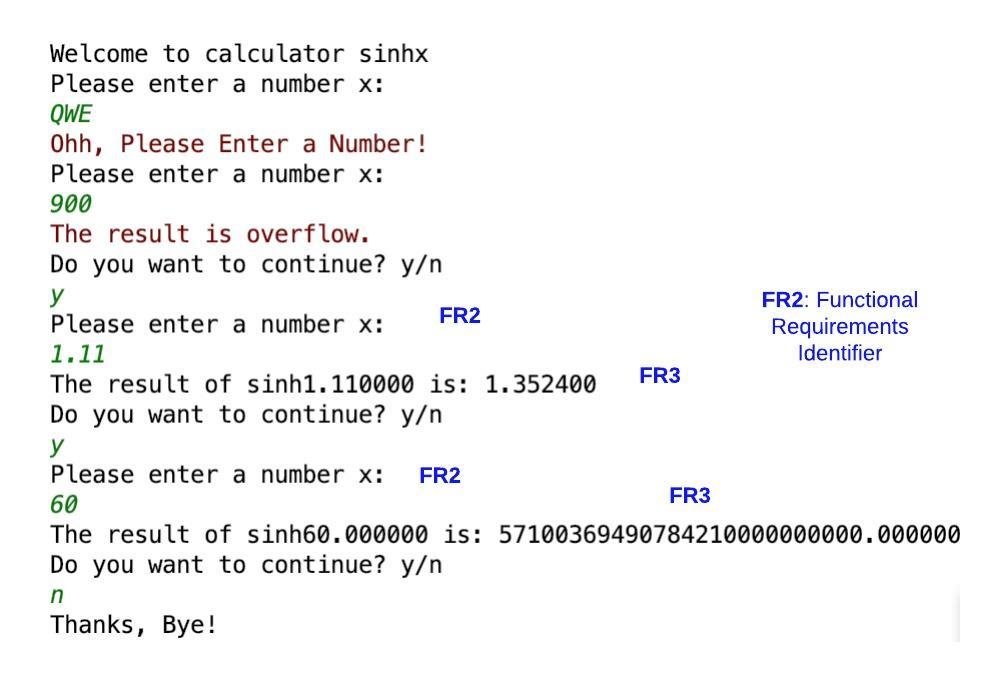 Welcome to calculator sinhx
Please enter a number x:
QWE
Ohh, Please Enter a Number!
Please enter a number x:
900
The result is overflow.
Do you want to continue? y/n
y
Please enter a number x:
FR2
FR2: Functional
Requirements
Identifier
1.11
The result of sinh1.110000 is: 1.352400
FR3
Do you want to continue? y/n
y
Please enter a number x:
FR2
60
FR3
The result of sinh60.000000 is: 57100369490784210000000000.000000
Do you want to continue? y/n
n
Thanks, Bye!